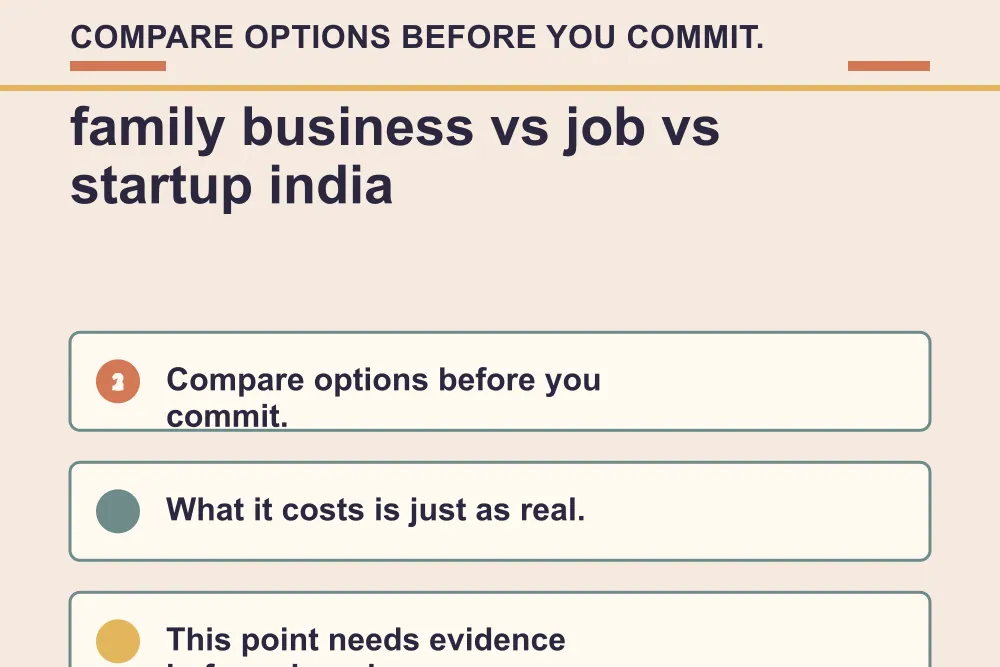 COMPARE OPTIONS BEFORE YOU COMMIT.
family business vs job vs
startup india
Compare options before you
commit.
What it costs is just as real.
This point needs evidence